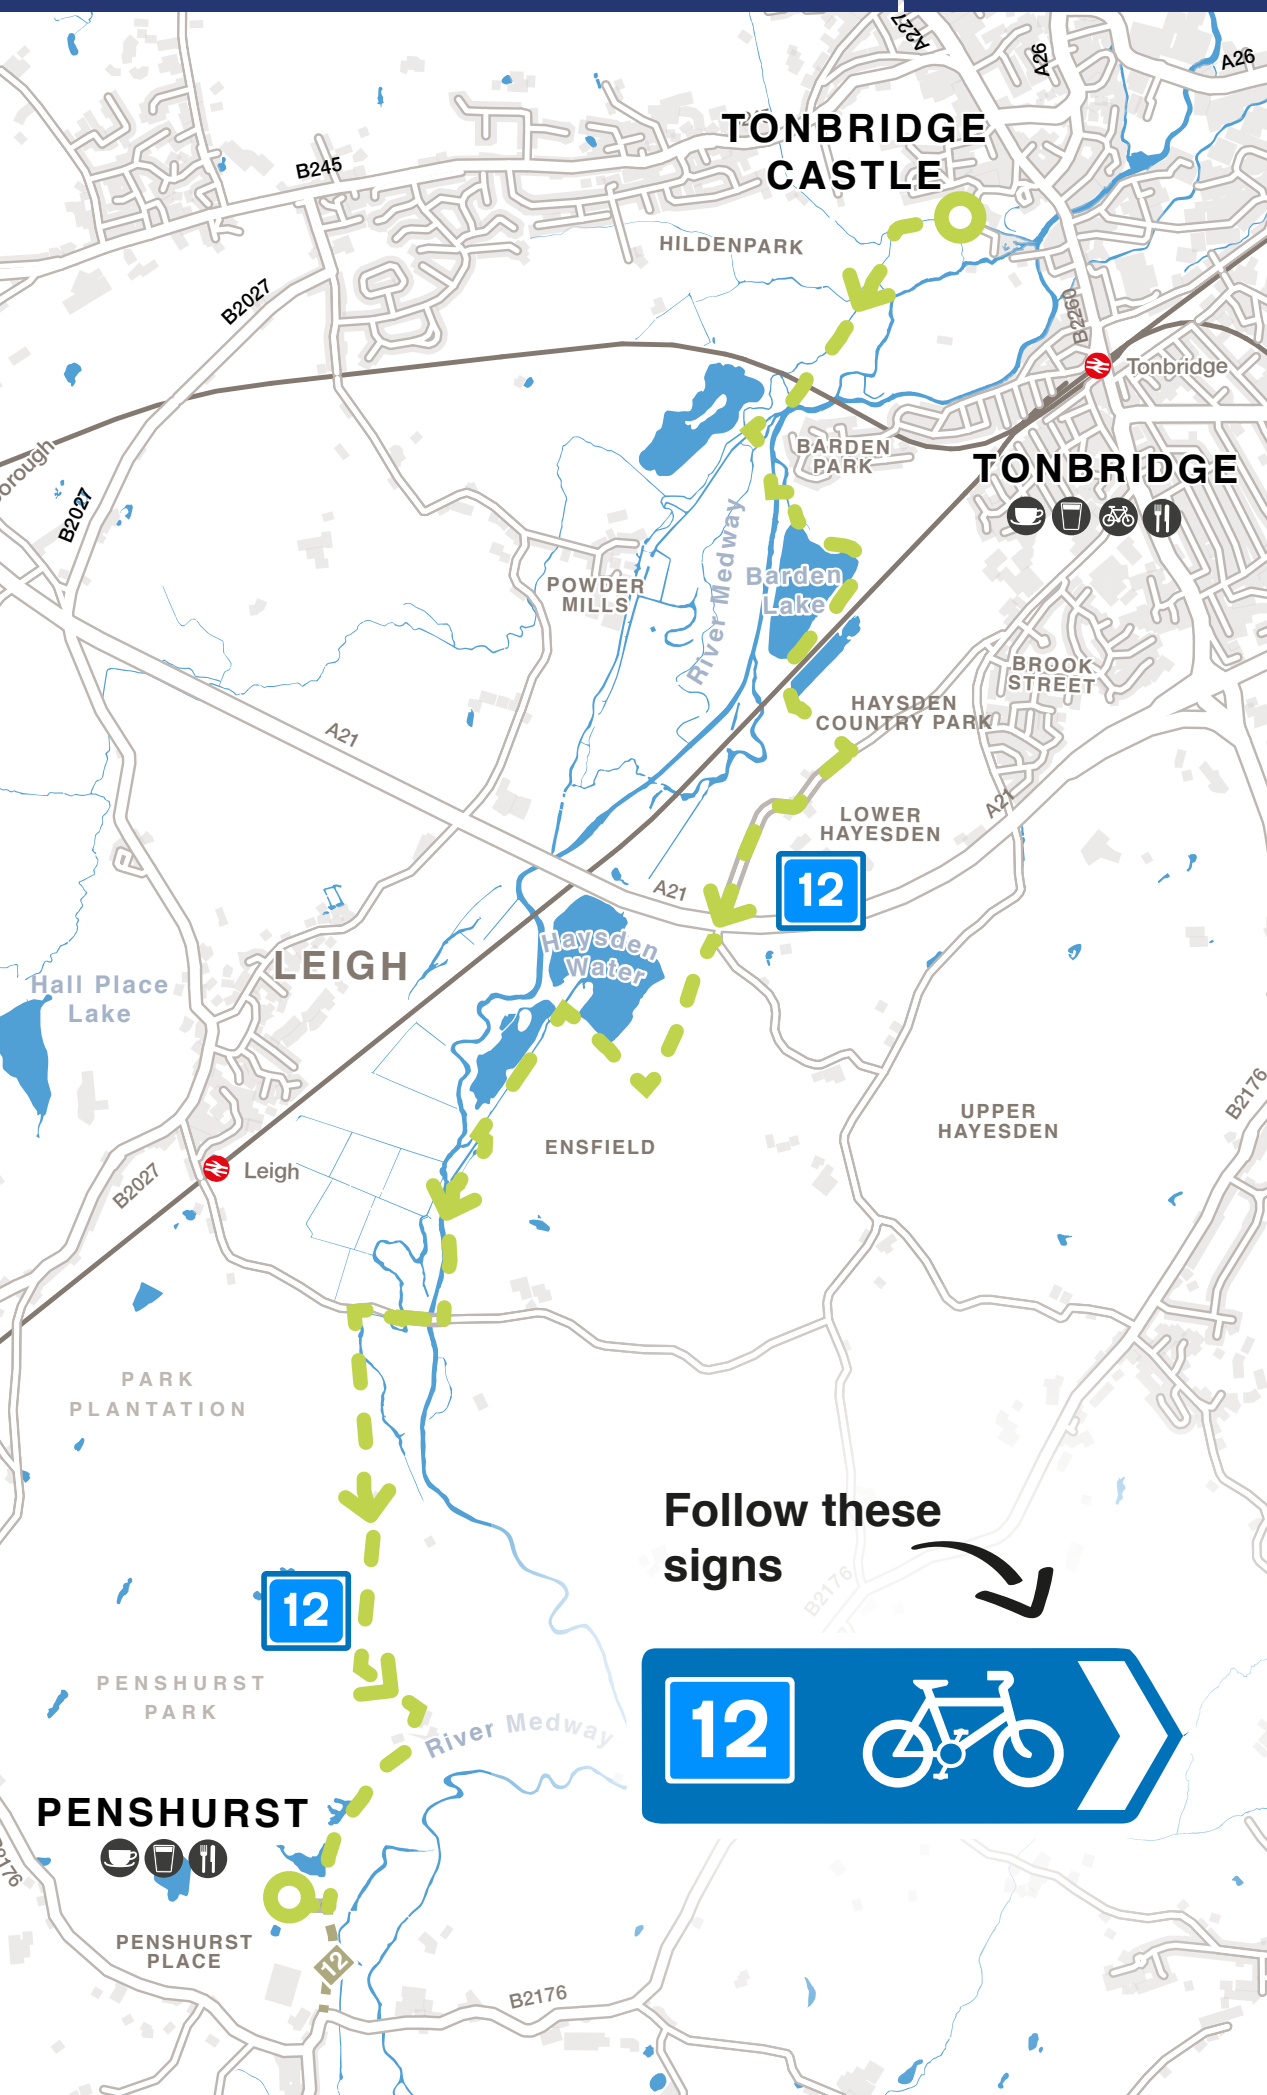 A227
A26
A26
TONBRIDGE
CASTLE
B245
HILDENPARK
B2027
B2260
Tonbridge
BARDEN
PARK
TONBRIDGE
orough
B2027
River Medway
POWDER
MILLS
Barden
Lake
BROOK
STREET
HAYSDEN
COUNTRY PARK
A21
A21
LOWER
HAYESDEN
A21
12
Haysden
Water
LEIGH
Hall Place
Lake
B2176
UPPER
HAYESDEN
ENSFIELD
Leigh
B2027
PARK
PLANTATION
Follow these
signs
B2176
12
PENSHURST
PARK
River Medway
12
PENSHURST
B2176
PENSHURST
PLACE
12
B2176